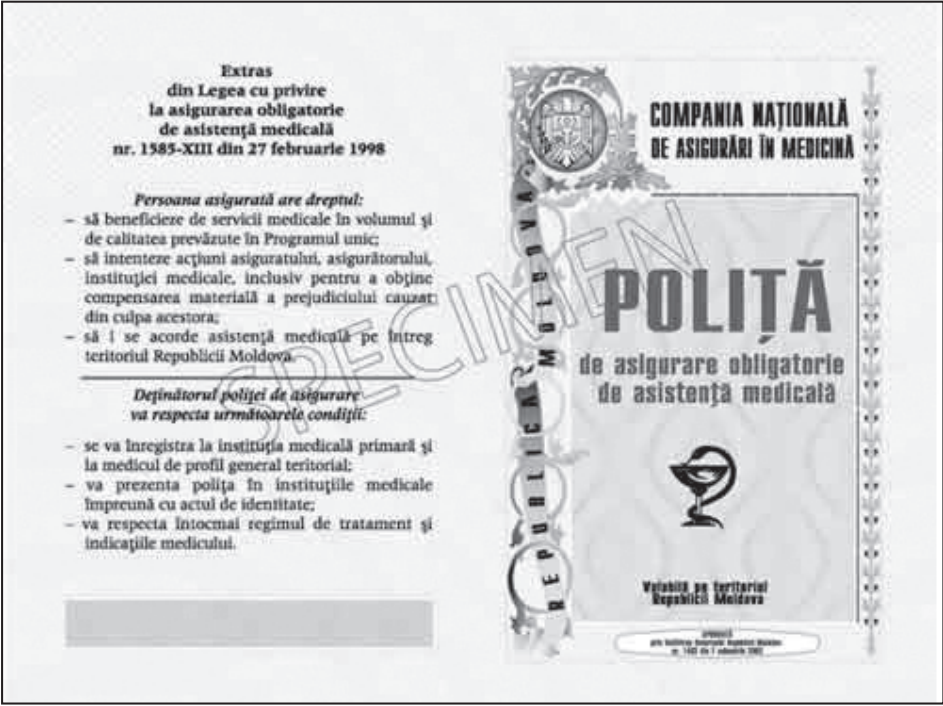 Extras
din Legea cu privire
la asigurarea obligatorie
de asistență medicală
nr. 1585-XIII din 27 februarie 1998
Persoana asigurată are dreptul:
– să beneficieze de servicii medicale în volumul și
de calitatea prevăzute în Programul unic;
– să intenteze acțiuni asiguratului, asigurătorului,
instituției medicale, inclusiv pentru a obține
compensarea materială a prejudiciului cauzat
din culpa acestora;
– să i se acorde asistență medicală pe întreg
teritoriul Republicii Moldova.
Deținătorul poliței de asigurare
va respecta următoarele condiții:
– se va înregistra la instituția medicală primară și
la medicul de profil general teritorial;
– va prezenta polița în instituțiile medicale
împreună cu actul de identitate;
– va respecta întocmai regimul de tratament și
indicațiile medicului.
SPECIMEN
REPUBLICA MOLDOVA
COMPANIA NAȚIONALĂ
DE ASIGURĂRI ÎN MEDICINĂ
POLIȚĂ
de asigurare obligatorie
de asistență medicală
Valabilă pe teritoriul
Republicii Moldova